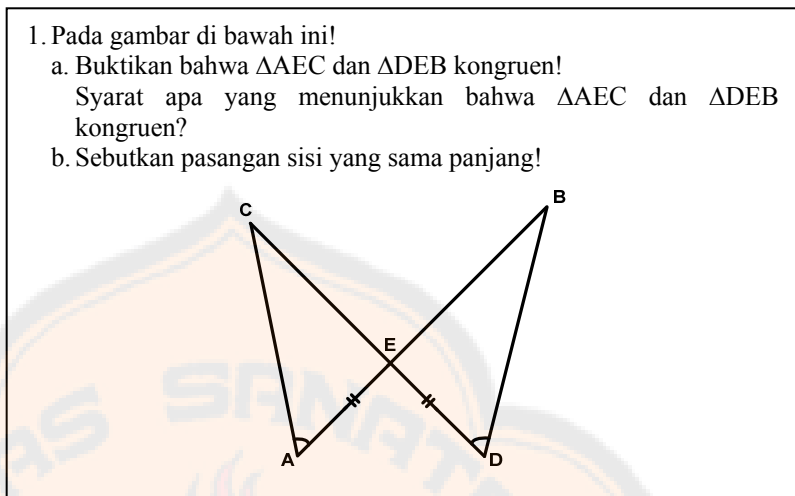 1. Pada gambar di bawah ini!
a. Buktikan bahwa ΔAEC dan ΔDEB kongruen!
Syarat apa yang menunjukkan bahwa ΔAEC dan ΔDEB
kongruen?
b. Sebutkan pasangan sisi yang sama panjang!
B
C
E
A
D